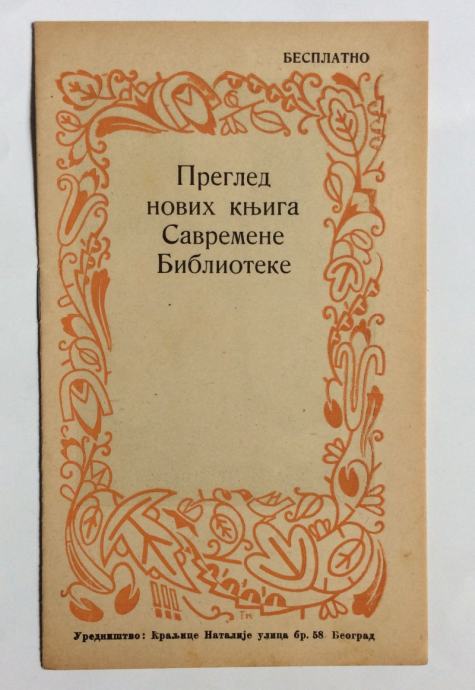 БЕСПЛАТНО
Преглед
нових књига
Савремене
Библиотеке
Уредништво: Краљице Наталије улица бр. 58 Београд